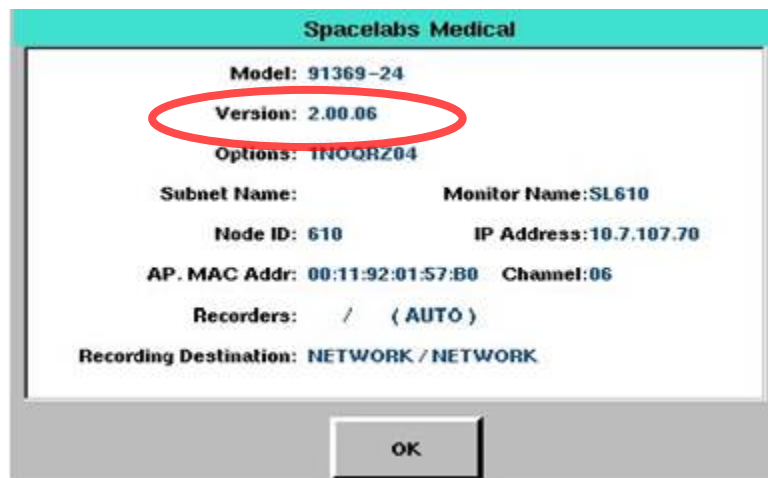 Spacelabs Medical
Model: 91369-24
Version: 2.00.06
Options: 1NOQRZ04
Subnet Name: Monitor Name:SL610
Node ID: 610 IP Address:10.7.107.70
AP. MAC Addr: 00:11:92:01:57:B0 Channel:06
Recorders: / ( AUTO )
Recording Destination: NETWORK / NETWORK
OK